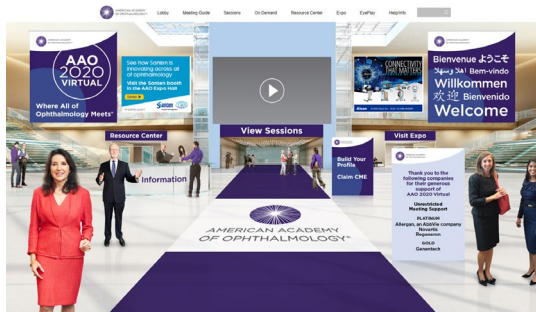 AMERICAN ACADEMY
OF OPHTHALMOLOGY
Lobby
Meeting Guide
Sessions
On Demand
Resource Center
Expo
EyePlay
Help/Info
AAO
2020
VIRTUAL
Where All of
Ophthalmology Meets®
See how Santen is
innovating across all
of ophthalmology
Visit the Santen booth
in the AAO Expo Hall
Santen
CONNECTIVITY
THAT MATTERS
Alcon
Bienvenue ようこそ
اهلا وسهلا Bem-vindo
Willkommen
欢迎 Bienvenido
Welcome
Resource Center
View Sessions
Visit Expo
Information
Build Your
Profile
Claim CME
Thank you to the
following companies
for their generous
support of
AAO 2020 Virtual
Unrestricted
Meeting Support
PLATINUM
Allergan, an AbbVie company
Novartis
Regeneron
GOLD
Genentech
AMERICAN ACADEMY
OF OPHTHALMOLOGY®